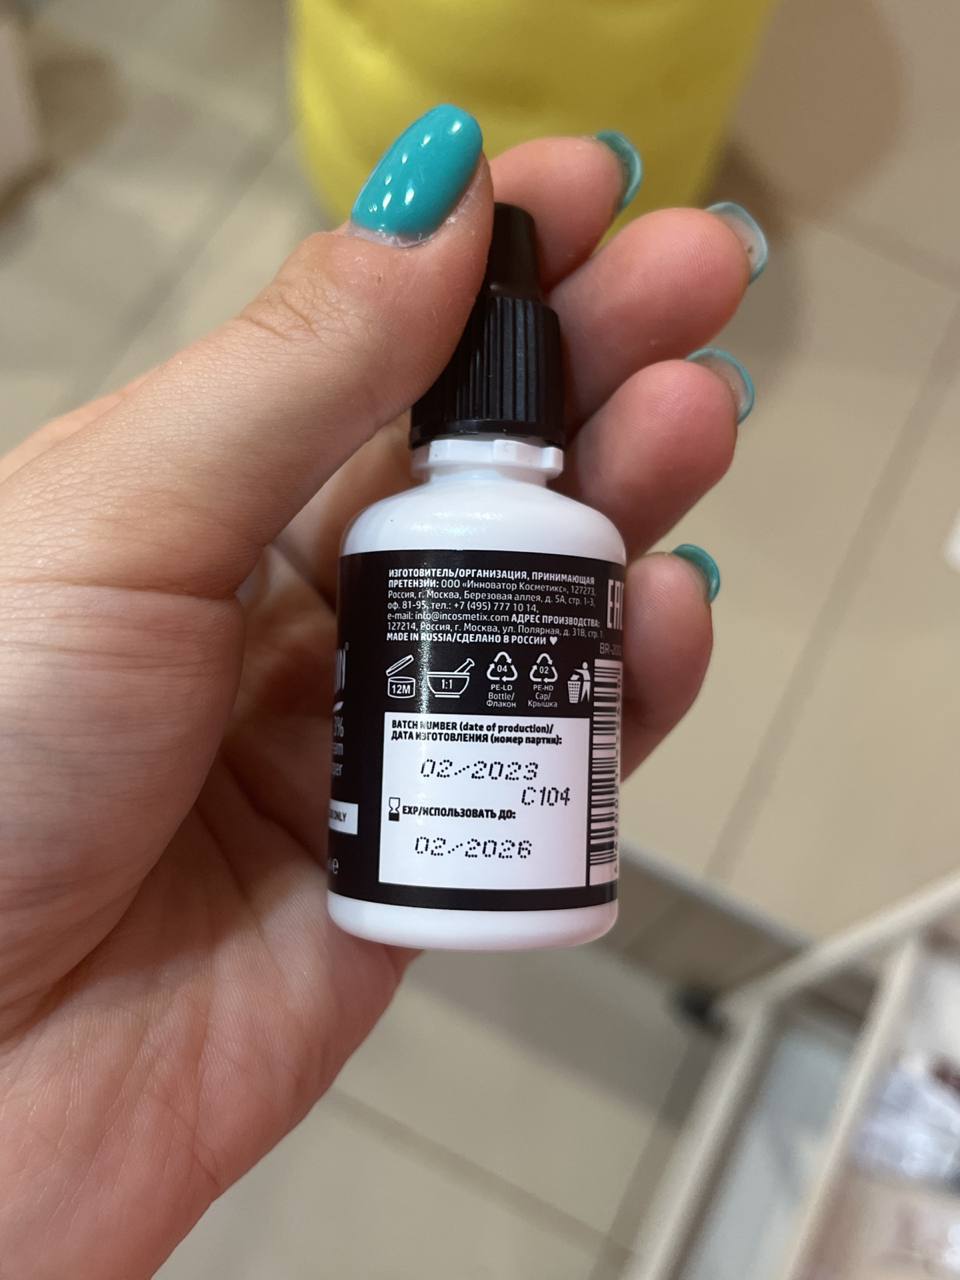 ИЗГОТОВИТЕЛЬ/ОРГАНИЗАЦИЯ, ПРИНИМАЮЩАЯ
ПРЕТЕНЗИИ: ООО «Инноватор Косметикс», 127273,
Россия, г. Москва, Березовая аллея, д. 5А, стр. 1-3,
оф. 81-95, тел.: +7 (495) 777 10 14,
e-mail: info@incosmetix.com АДРЕС ПРОИЗВОДСТВА:
127214, Россия, г. Москва, ул. Полярная, д. 31В, стр. 1
MADE IN RUSSIA/СДЕЛАНО В РОССИИ ♥
12M
1:1
04
PE-LD
Bottle/
Флакон
02
PE-HD
Cap/
Крышка
BATCH NUMBER (date of production)/
ДАТА ИЗГОТОВЛЕНИЯ (номер партии):
02/2023
C104
EXP/ИСПОЛЬЗОВАТЬ ДО:
02/2026
3%
ONLY